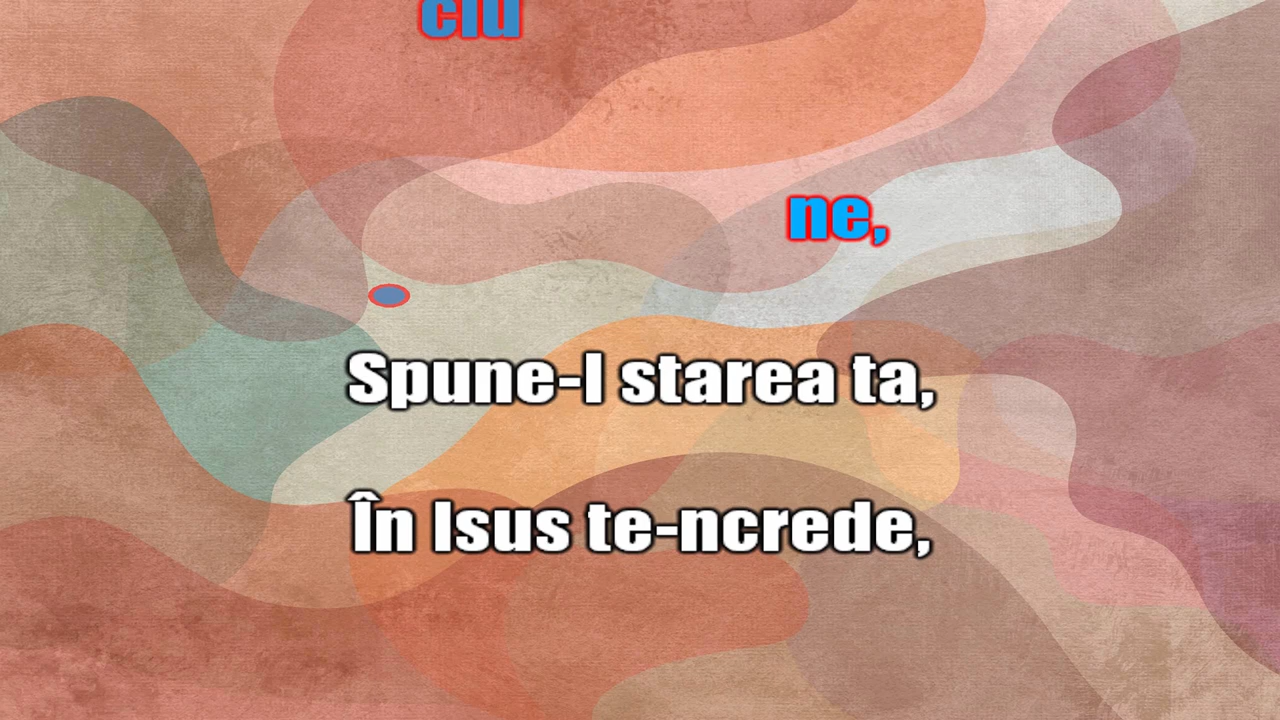 ciu
ne,
Spune-I starea ta,
În Isus te-ncrede,